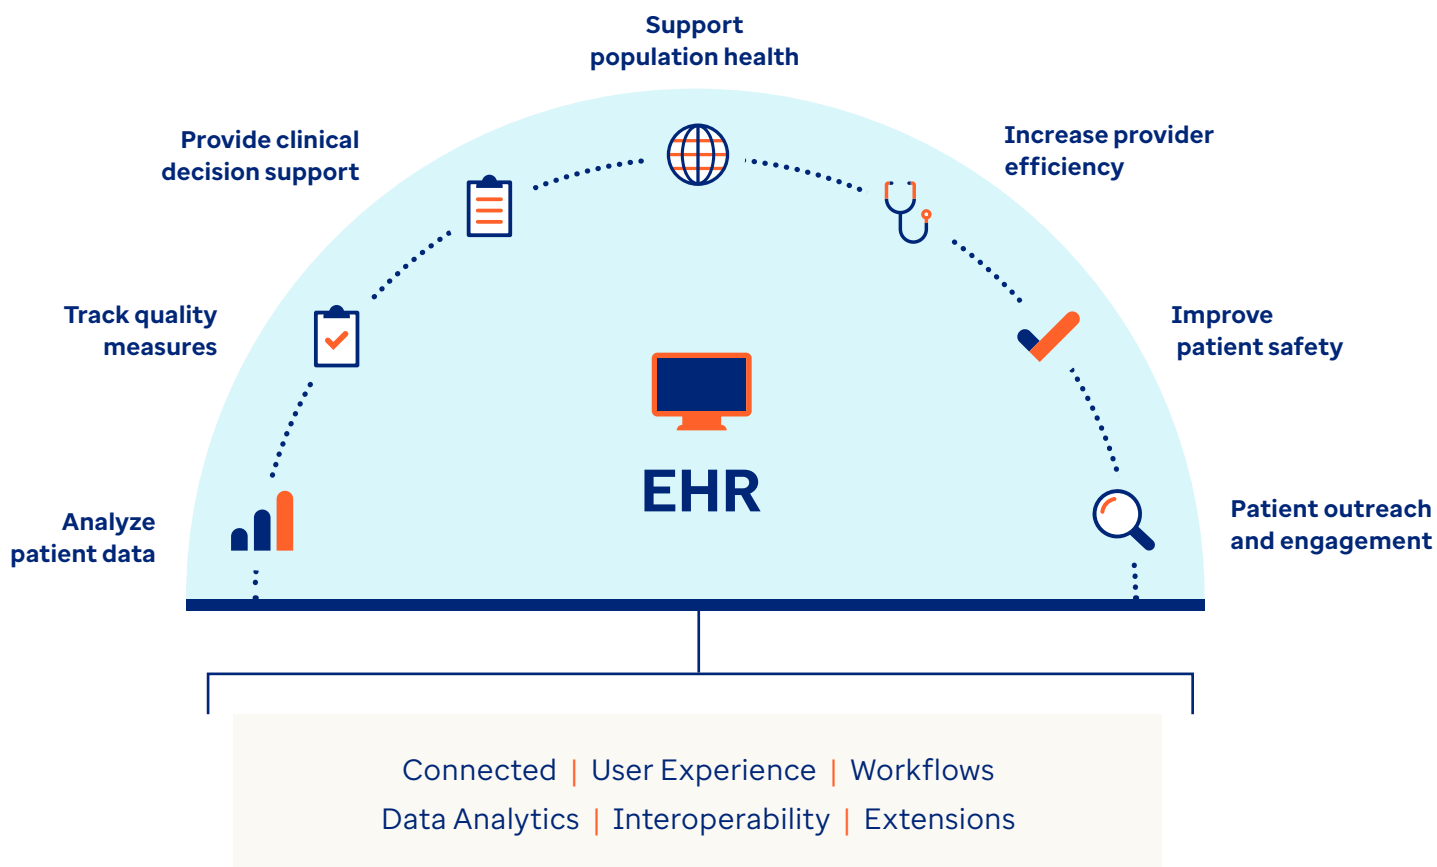 Support
population health
Provide clinical
decision support
Increase provider
efficiency
Track quality
measures
Improve
patient safety
EHR
Analyze
patient data
Patient outreach
and engagement
Connected | User Experience | Workflows
Data Analytics | Interoperability | Extensions